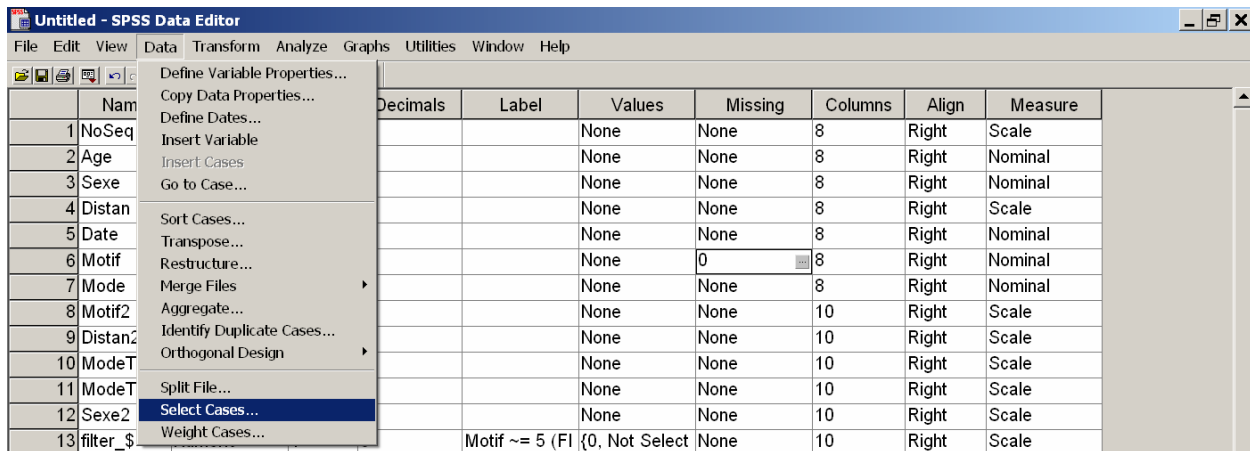 Untitled - SPSS Data Editor
File Edit View Data Transform Analyze Graphs Utilities Window Help
Define Variable Properties...
Copy Data Properties...
Define Dates...
Insert Variable
Insert Cases
Go to Case...
Sort Cases...
Transpose...
Restructure...
Merge Files
Aggregate...
Identify Duplicate Cases...
Orthogonal Design
Split File...
Select Cases...
Weight Cases...
Nam Decimals Label Values Missing Columns Align Measure
1 NoSeq None None 8 Right Scale
2 Age None None 8 Right Nominal
3 Sexe None None 8 Right Nominal
4 Distan None None 8 Right Scale
5 Date None None 8 Right Nominal
6 Motif None 0 ... 8 Right Nominal
7 Mode None None 8 Right Nominal
8 Motif2 None None 10 Right Scale
9 Distan2 None None 10 Right Scale
10 ModeT None None 10 Right Scale
11 ModeT None None 10 Right Scale
12 Sexe2 None None 10 Right Scale
13 filter_$ Motif ~= 5 (FI {0, Not Select None 10 Right Scale